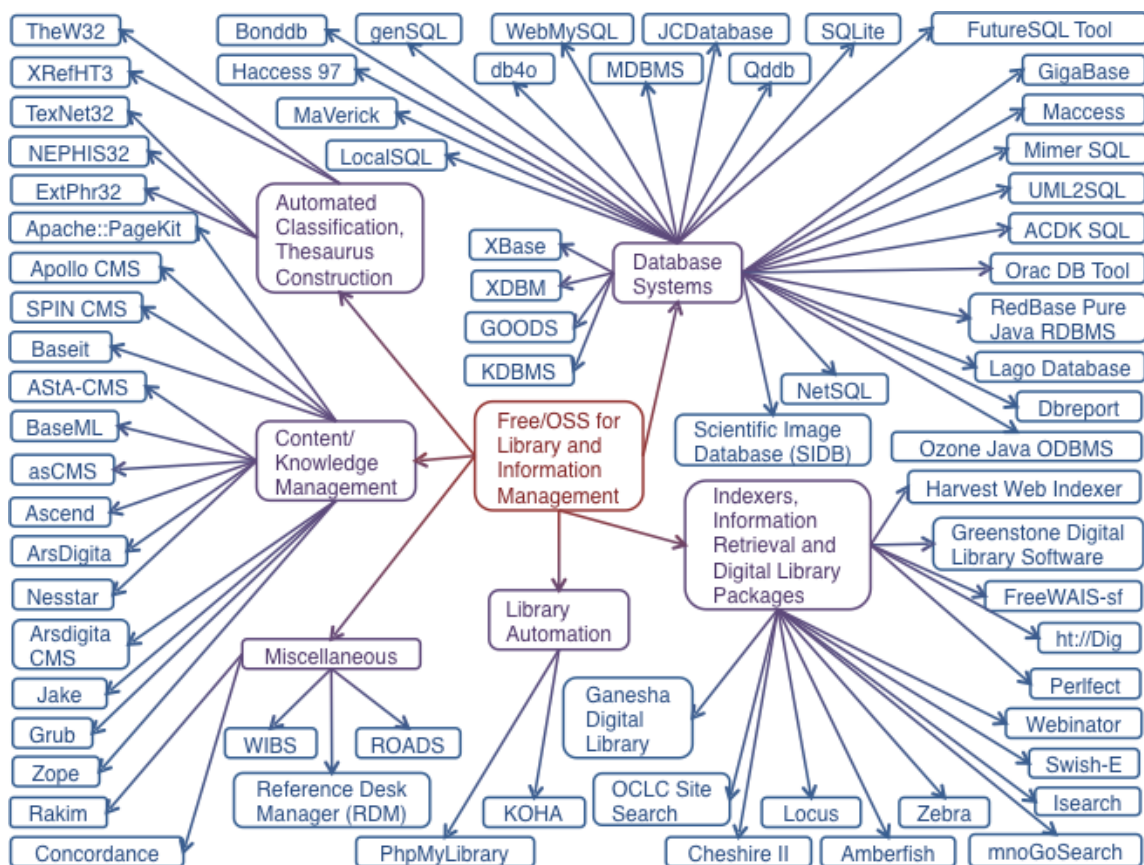 TheW32
Bonddb
genSQL
WebMySQL
JCDatabase
SQLite
FutureSQL Tool
XRefHT3
Haccess 97
db4o
MDBMS
Qddb
GigaBase
TexNet32
MaVerick
Maccess
NEPHIS32
LocalSQL
Mimer SQL
ExtPhr32
UML2SQL
Apache::PageKit
ACDK SQL
Automated
Classification,
Thesaurus
Construction
XBase
Database
Systems
Apollo CMS
XDBM
Orac DB Tool
SPIN CMS
GOODS
RedBase Pure
Java RDBMS
Baseit
KDBMS
Lago Database
AStA-CMS
NetSQL
Dbreport
BaseML
Content/
Knowledge
Management
Free/OSS for
Library and
Information
Management
Scientific Image
Database (SIDB)
Ozone Java ODBMS
asCMS
Harvest Web Indexer
Ascend
Indexers,
Information
Retrieval and
Digital Library
Packages
Greenstone Digital
Library Software
ArsDigita
FreeWAIS-sf
Nesstar
Library
Automation
ht://Dig
Arsdigita
CMS
Miscellaneous
Perlfect
Jake
Ganesha
Digital
Library
Webinator
Grub
WIBS
ROADS
Swish-E
Zope
Reference Desk
Manager (RDM)
KOHA
OCLC Site
Search
Locus
Zebra
Isearch
Rakim
Concordance
PhpMyLibrary
Cheshire II
Amberfish
mnoGoSearch